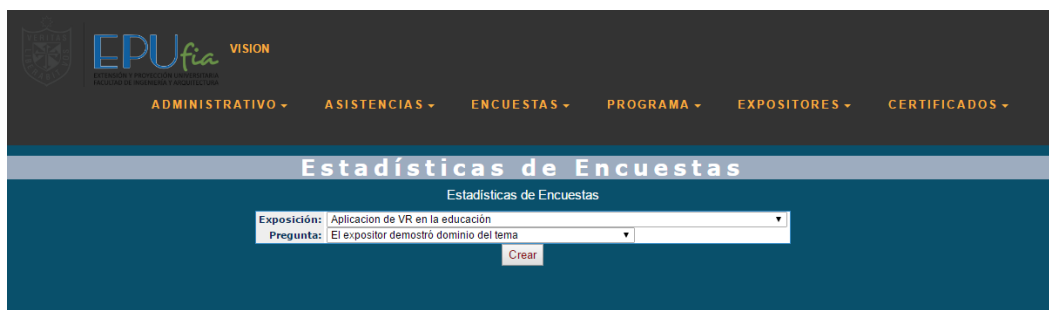 VERITAS
EPUfia
VISION
EXTENSIÓN Y PROYECCIÓN UNIVERSITARIA
FACULTAD DE INGENIERÍA Y ARQUITECTURA
ADMINISTRATIVO ASISTENCIAS ENCUESTAS PROGRAMA EXPOSITORES CERTIFICADOS
Estadísticas de Encuestas
Estadísticas de Encuestas
Exposición: Aplicacion de VR en la educación
Pregunta: El expositor demostró dominio del tema
Crear